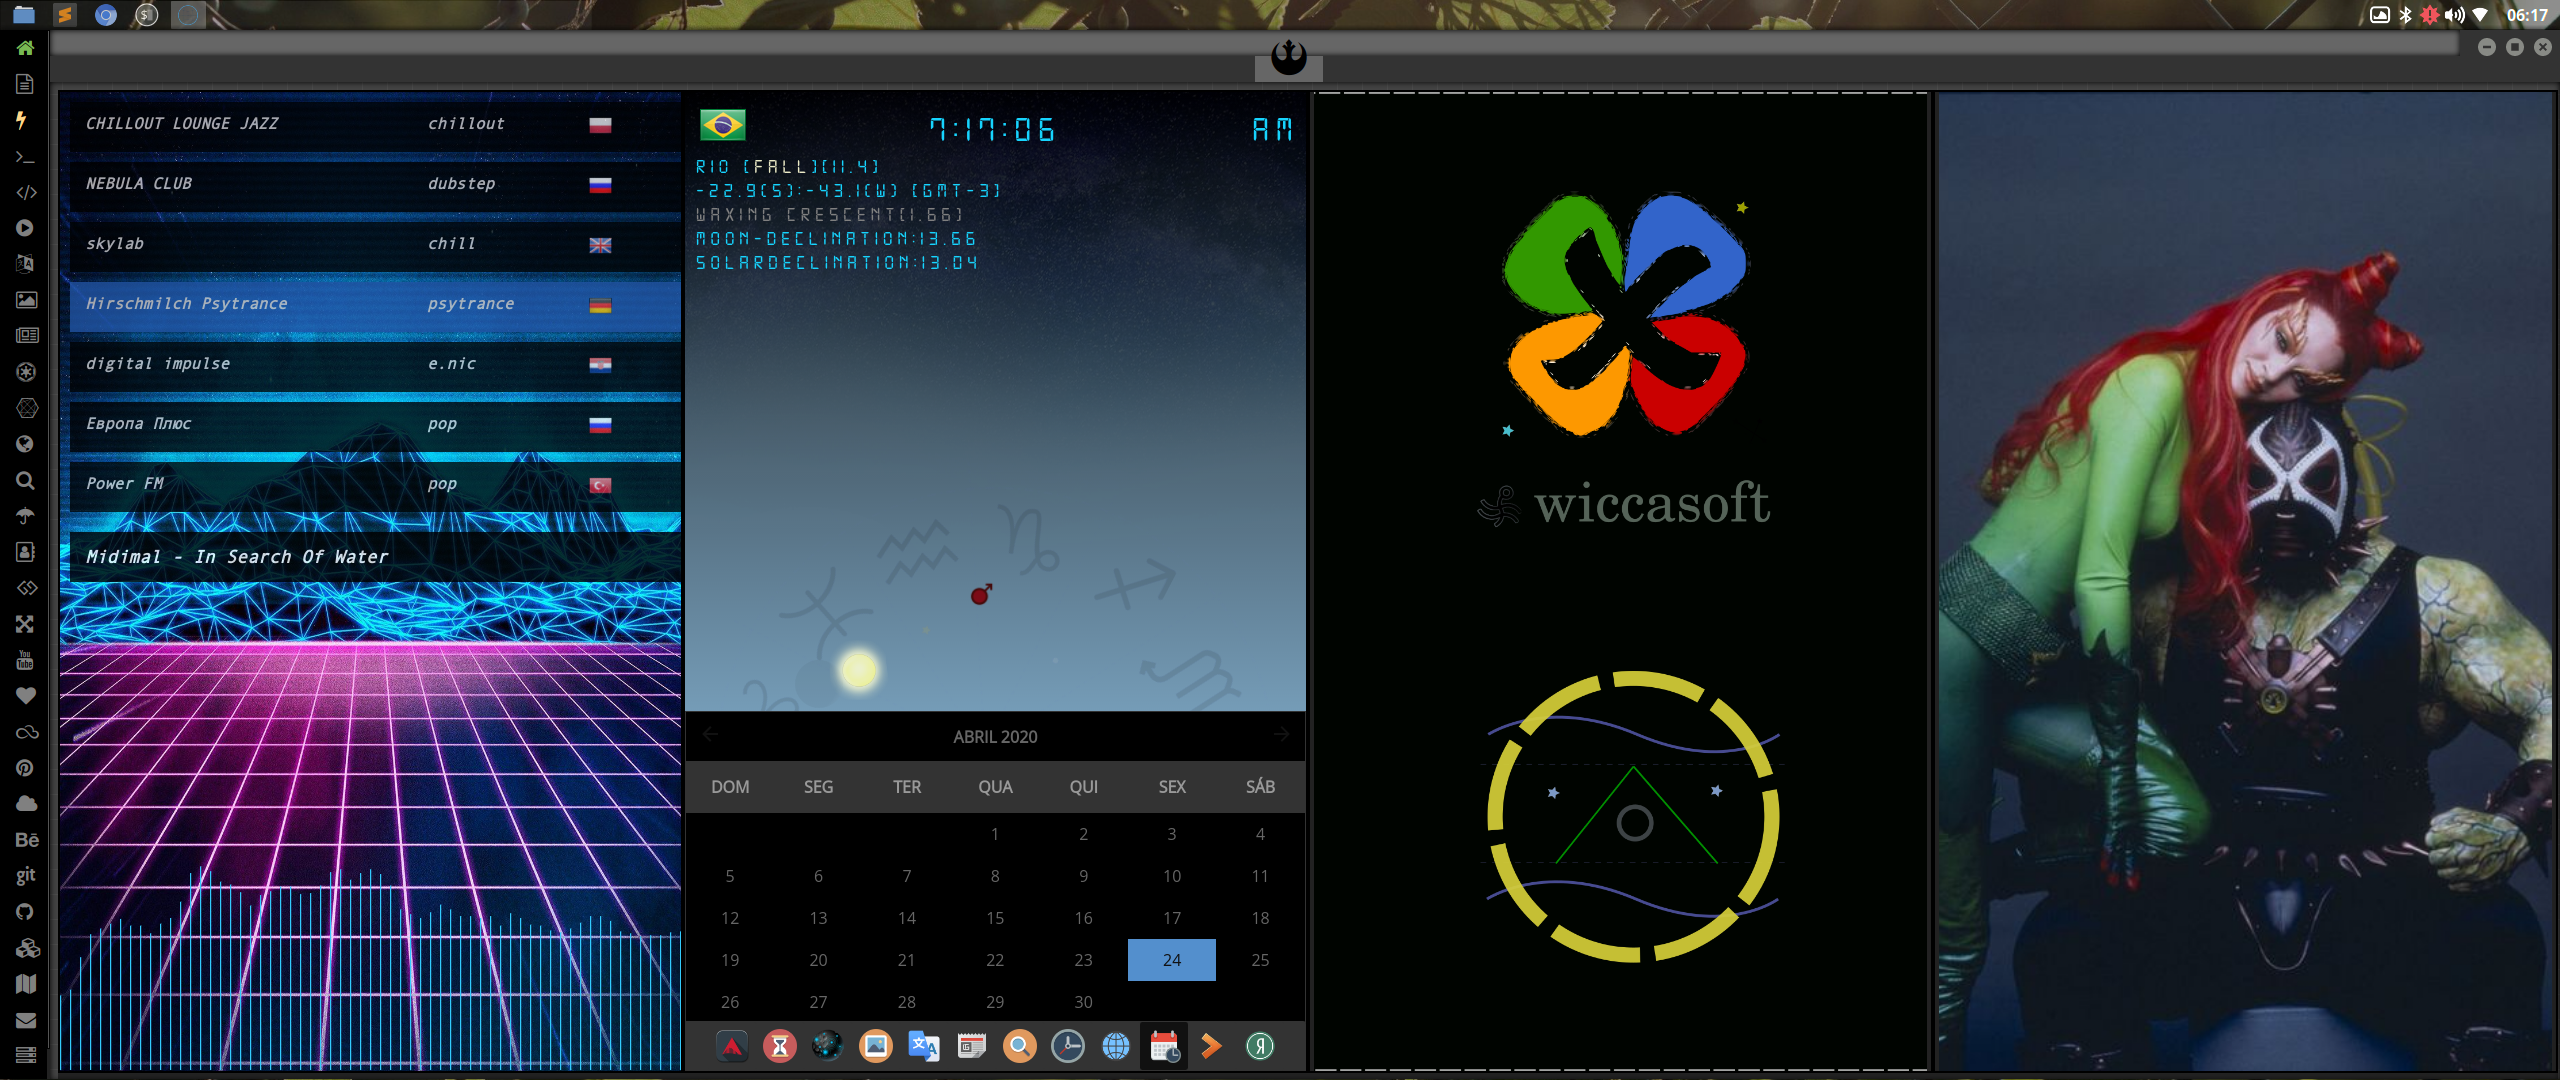 06:17
CHILLOUT LOUNGE JAZZ chillout
NEBULA CLUB dubstep
skylab chill
Hirschmilch Psytrance psytrance
digital impulse e.nic
Европа Плюс pop
Power FM pop
Midimal - In Search Of Water
You
Tube
Bē
git
7:17:06 AM
RIO [FALL](11.4)
-22.9(S):-43.1(W) [GMT-3]
WAXING CRESCENT(1.66)
MOON-DECLINATION:13.66
SOLARDECLINATION:13.04
ABRIL 2020
DOM SEG TER QUA QUI SEX SÁB
1 2 3 4
5 6 7 8 9 10 11
12 13 14 15 16 17 18
19 20 21 22 23 24 25
26 27 28 29 30
wiccasoft